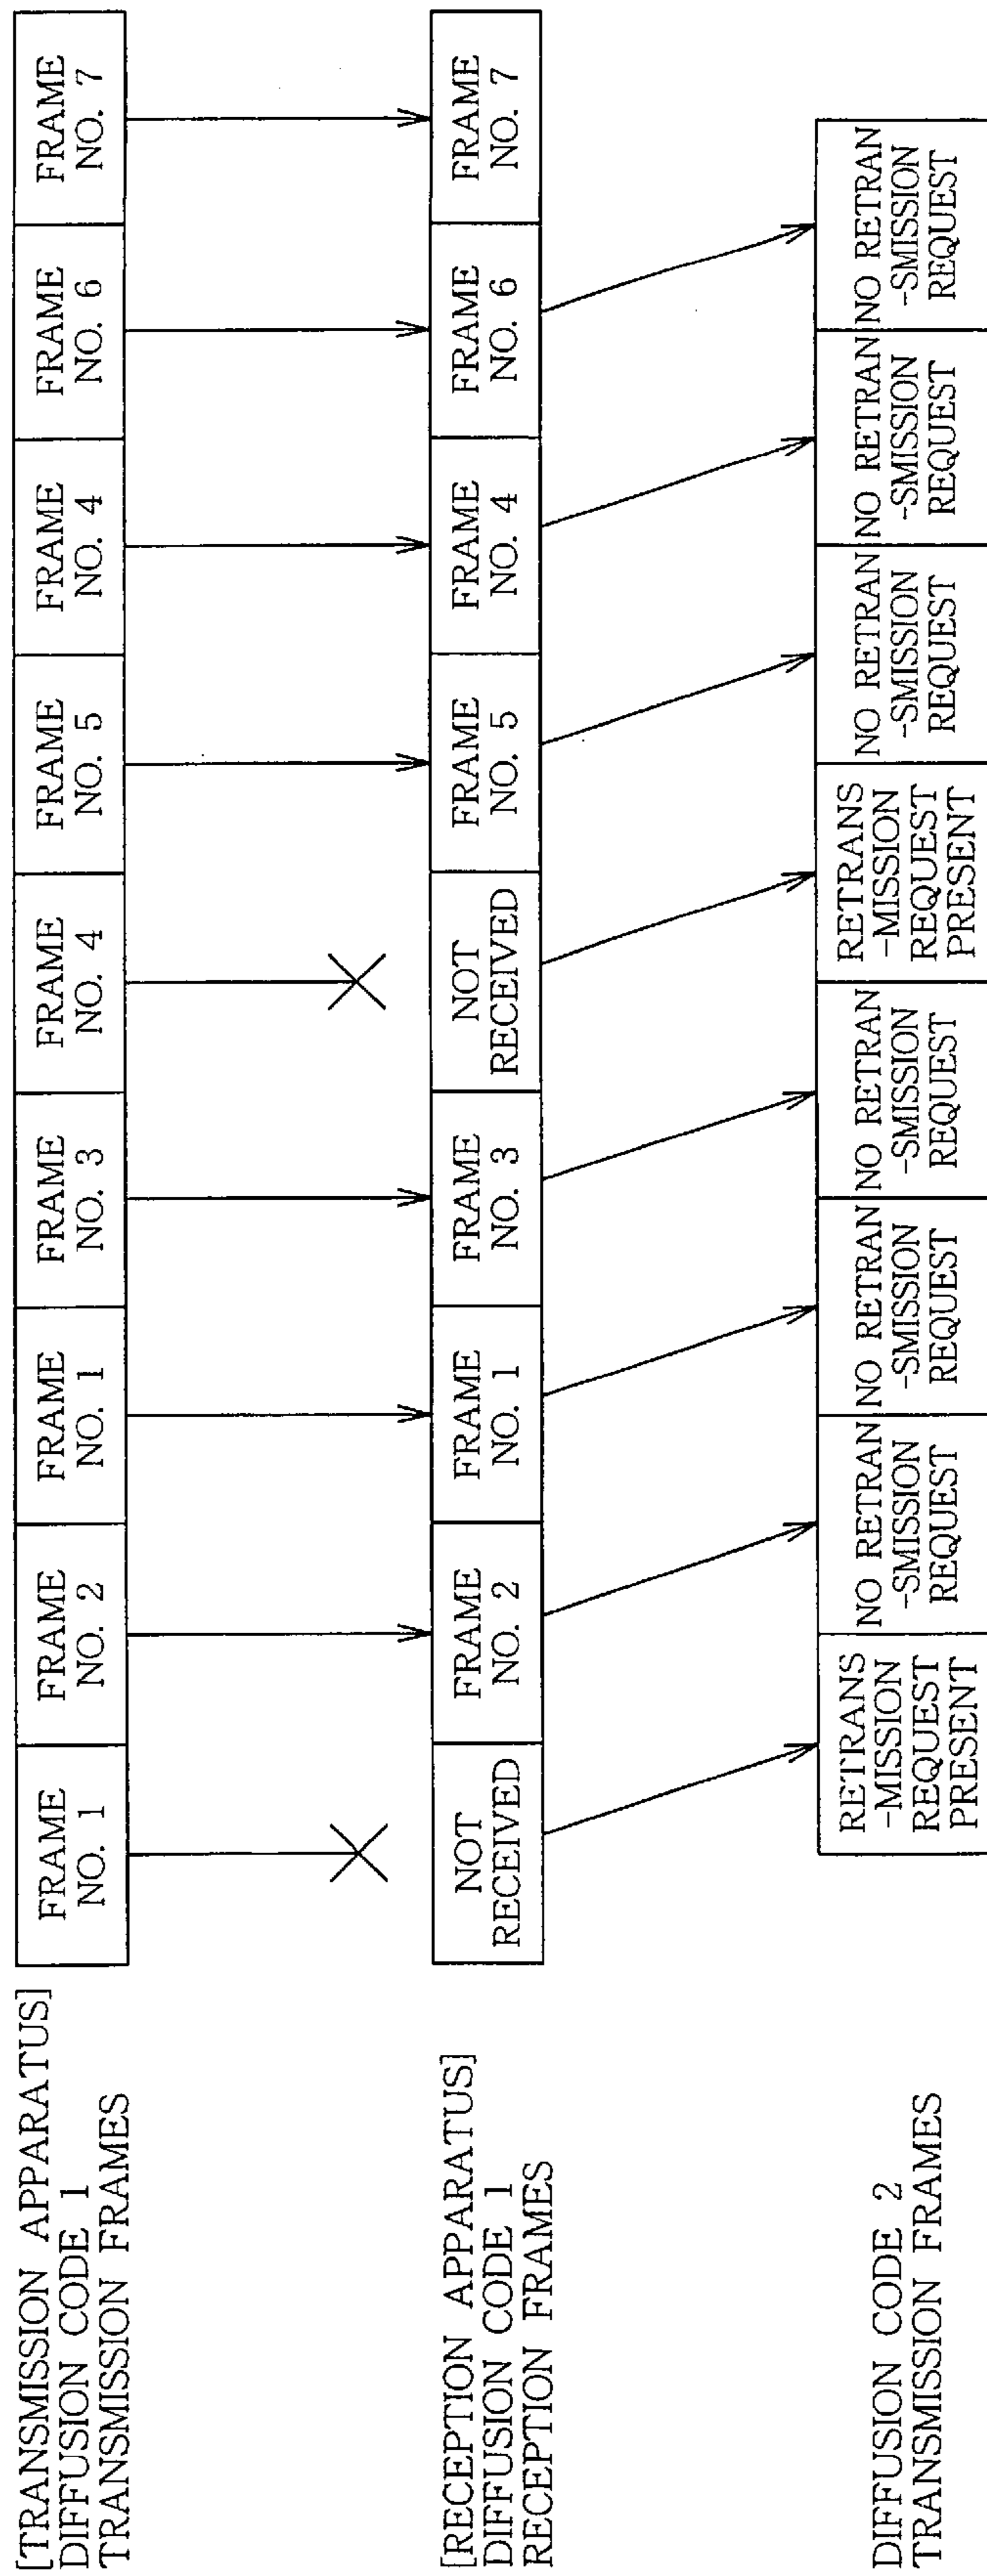 [TRANSMISSION APPARATUS]
DIFFUSION CODE 1
TRANSMISSION FRAMES
FRAME
NO. 1
FRAME
NO. 2
FRAME
NO. 1
FRAME
NO. 3
FRAME
NO. 4
FRAME
NO. 5
FRAME
NO. 4
FRAME
NO. 6
FRAME
NO. 7
[RECEPTION APPARATUS]
DIFFUSION CODE 1
RECEPTION FRAMES
NOT
RECEIVED
FRAME
NO. 2
FRAME
NO. 1
FRAME
NO. 3
NOT
RECEIVED
FRAME
NO. 5
FRAME
NO. 4
FRAME
NO. 6
FRAME
NO. 7
DIFFUSION CODE 2
TRANSMISSION FRAMES
RETRANS
-MISSION
REQUEST
PRESENT
NO RETRAN
-SMISSION
REQUEST
NO RETRAN
-SMISSION
REQUEST
NO RETRAN
-SMISSION
REQUEST
RETRANS
-MISSION
REQUEST
PRESENT
NO RETRAN
-SMISSION
REQUEST
NO RETRAN
-SMISSION
REQUEST
NO RETRAN
-SMISSION
REQUEST